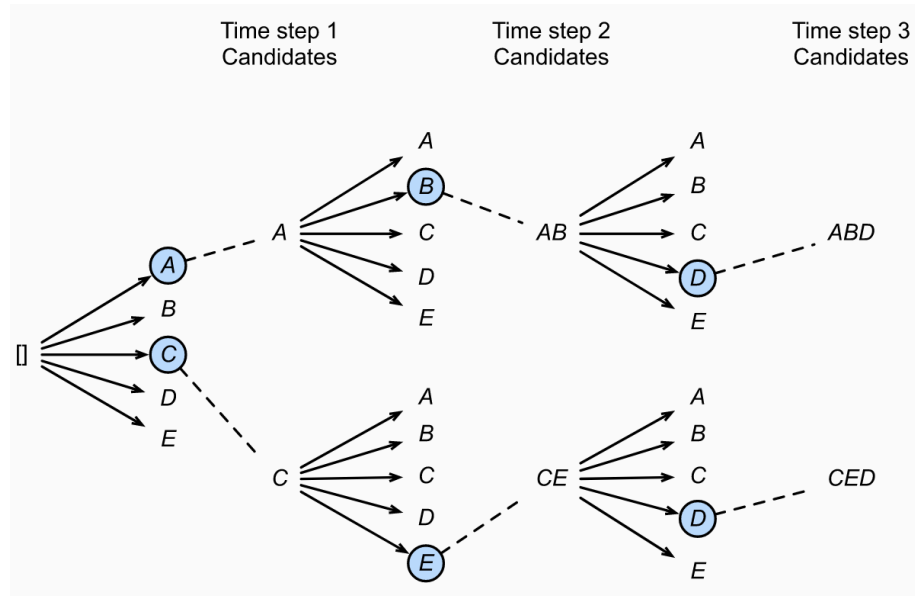 Time step 1
Candidates
Time step 2
Candidates
Time step 3
Candidates
[]
A
B
C
D
E
A
A
B
C
D
E
AB
A
B
C
D
E
ABD
C
A
B
C
D
E
CE
A
B
C
D
E
CED